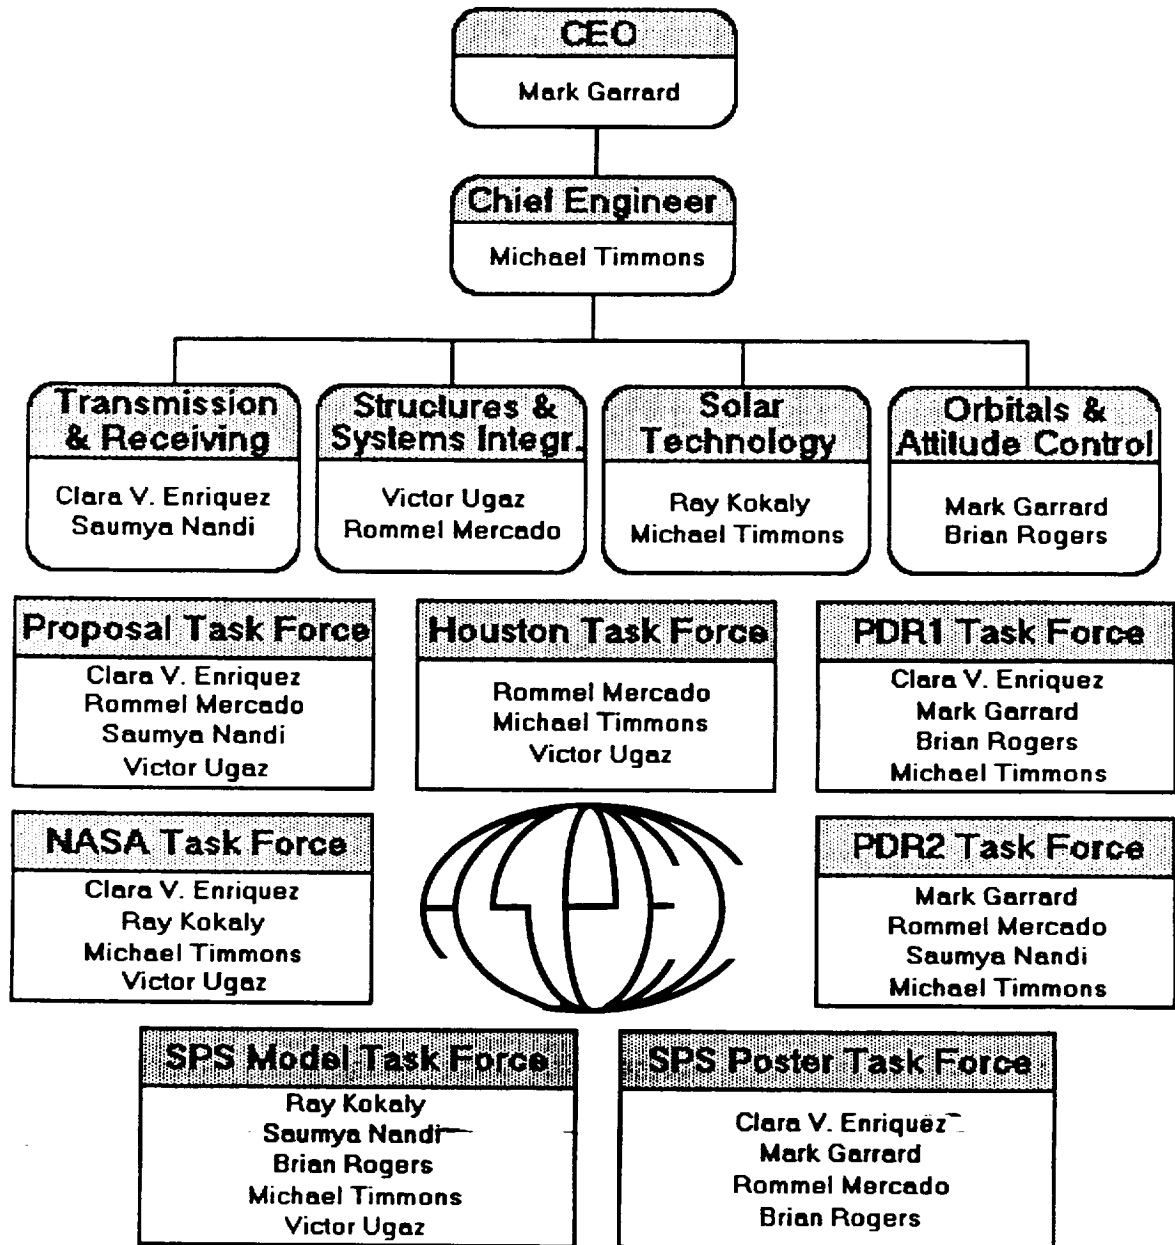 CEO
Mark Garrard
Chief Engineer
Michael Timmons
Transmission
& Receiving
Clara V. Enriquez
Saumya Nandi
Structures &
Systems Integr.
Victor Ugaz
Rommel Mercado
Solar
Technology
Ray Kokaly
Michael Timmons
Orbitals &
Attitude Control
Mark Garrard
Brian Rogers
Proposal Task Force
Clara V. Enriquez
Rommel Mercado
Saumya Nandi
Victor Ugaz
Houston Task Force
Rommel Mercado
Michael Timmons
Victor Ugaz
PDR1 Task Force
Clara V. Enriquez
Mark Garrard
Brian Rogers
Michael Timmons
NASA Task Force
Clara V. Enriquez
Ray Kokaly
Michael Timmons
Victor Ugaz
PDR2 Task Force
Mark Garrard
Rommel Mercado
Saumya Nandi
Michael Timmons
SPS Model Task Force
Ray Kokaly
Saumya Nandi
Brian Rogers
Michael Timmons
Victor Ugaz
SPS Poster Task Force
Clara V. Enriquez
Mark Garrard
Rommel Mercado
Brian Rogers